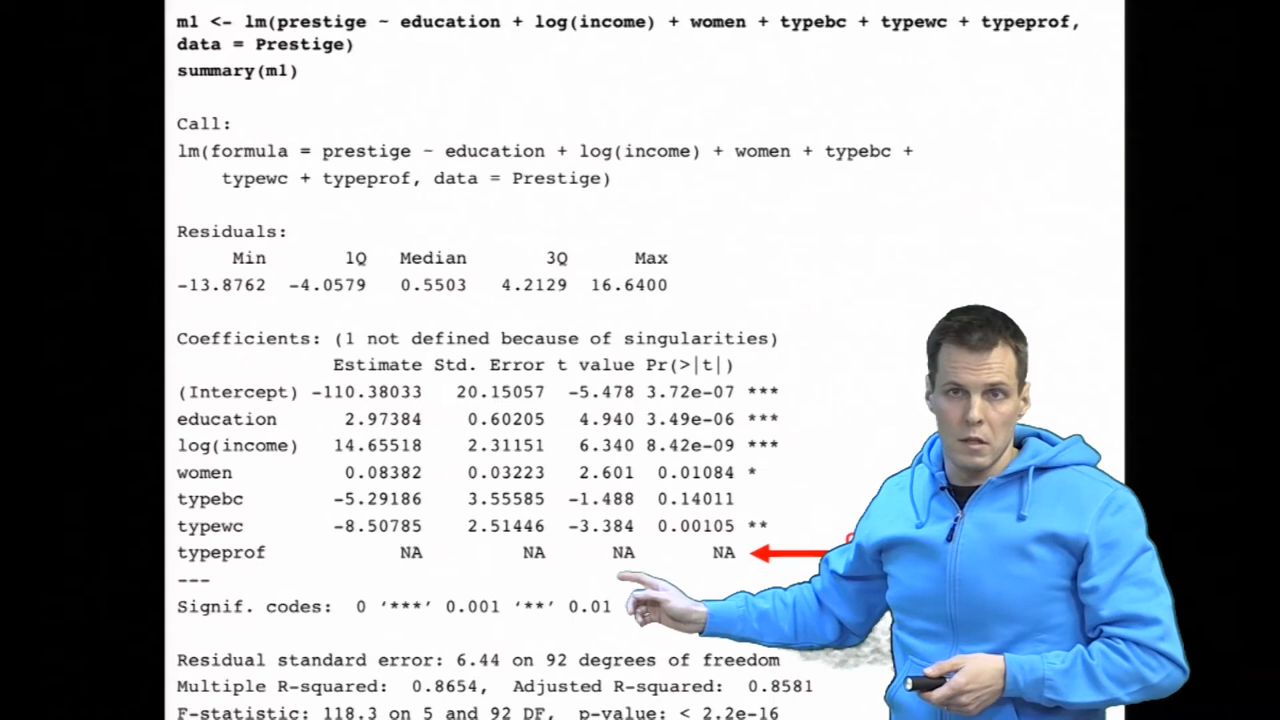 m1 <- lm(prestige ~ education + log(income) + women + typebc + typewc + typeprof,
data = Prestige)
summary(m1)
Call:
lm(formula = prestige ~ education + log(income) + women + typebc +
typewc + typeprof, data = Prestige)
Residuals:
Min 1Q Median 3Q Max
-13.8762 -4.0579 0.5503 4.2129 16.6400
Coefficients: (1 not defined because of singularities)
Estimate Std. Error t value Pr(>|t|)
(Intercept) -110.38033 20.15057 -5.478 3.72e-07 ***
education 2.97384 0.60205 4.940 3.49e-06 ***
log(income) 14.65518 2.31151 6.340 8.42e-09 ***
women 0.08382 0.03223 2.601 0.01084 *
typebc -5.29186 3.55585 -1.488 0.14011
typewc -8.50785 2.51446 -3.384 0.00105 **
typeprof NA NA NA NA
---
Signif. codes: 0 ‘***’ 0.001 ‘**’ 0.01
Residual standard error: 6.44 on 92 degrees of freedom
Multiple R-squared: 0.8654, Adjusted R-squared: 0.8581
F-statistic: 118.3 on 5 and 92 DF, p-value: < 2.2e-16